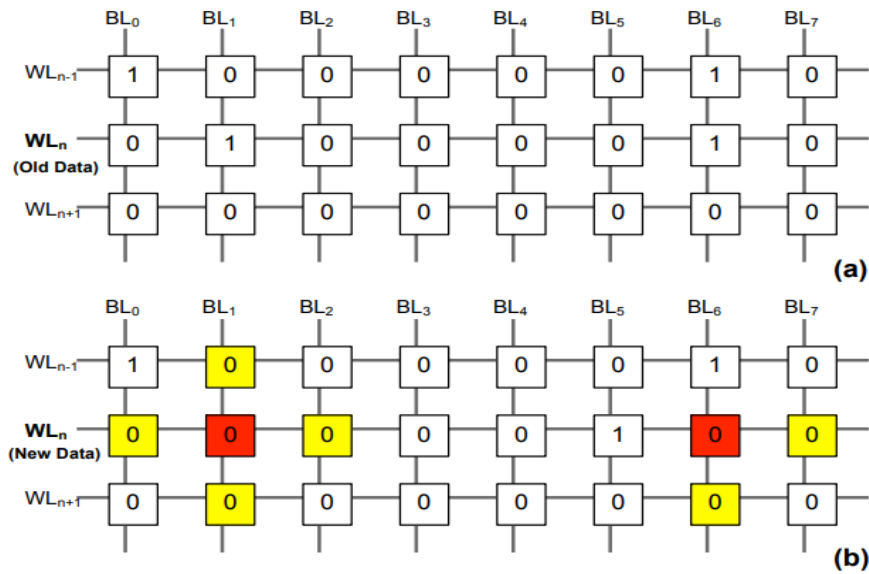 BL0 BL1 BL2 BL3 BL4 BL5 BL6 BL7
WLn-1 1 0 0 0 0 0 1 0
WLn 0 1 0 0 0 0 1 0
(Old Data)
WLn+1 0 0 0 0 0 0 0 0
(a)
BL0 BL1 BL2 BL3 BL4 BL5 BL6 BL7
WLn-1 1 0 0 0 0 0 1 0
WLn 0 0 0 0 0 1 0 0
(New Data)
WLn+1 0 0 0 0 0 0 0 0
(b)